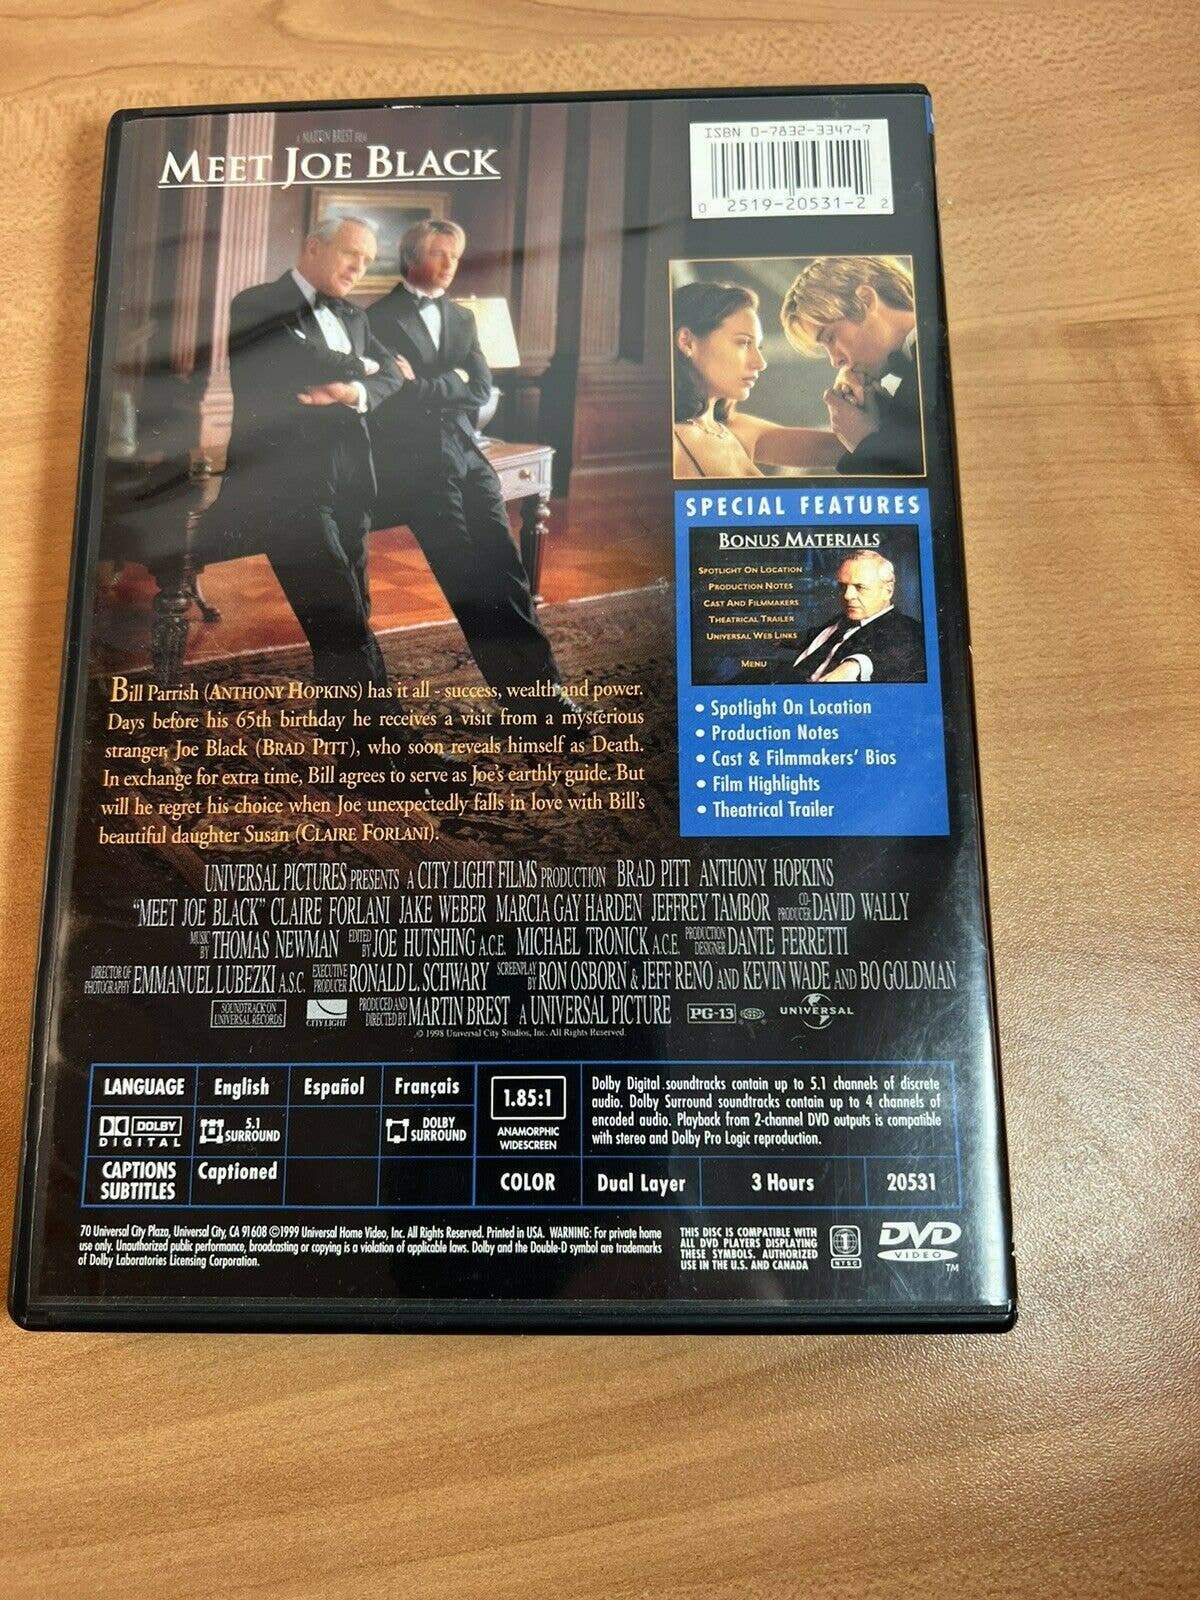 A MARTIN BREST FILM
MEET JOE BLACK
ISBN 0-7832-3347-7
0 2519-20531-2 2
SPECIAL FEATURES
BONUS MATERIALS
SPOTLIGHT ON LOCATION
PRODUCTION NOTES
CAST AND FILMMAKERS
THEATRICAL TRAILER
UNIVERSAL WEB LINKS
MENU
• Spotlight On Location
• Production Notes
• Cast & Filmmakers' Bios
• Film Highlights
• Theatrical Trailer
Bill Parrish (ANTHONY HOPKINS) has it all - success, wealth and power.
Days before his 65th birthday he receives a visit from a mysterious
stranger, Joe Black (BRAD PITT), who soon reveals himself as Death.
In exchange for extra time, Bill agrees to serve as Joe's earthly guide. But
will he regret his choice when Joe unexpectedly falls in love with Bill's
beautiful daughter Susan (CLAIRE FORLANI).
UNIVERSAL PICTURES PRESENTS A CITY LIGHT FILMS PRODUCTION BRAD PITT ANTHONY HOPKINS
"MEET JOE BLACK" CLAIRE FORLANI JAKE WEBER MARCIA GAY HARDEN JEFFREY TAMBOR CO-PRODUCER DAVID WALLY
MUSIC BY THOMAS NEWMAN EDITED BY JOE HUTSHING A.C.E. MICHAEL TRONICK A.C.E. PRODUCTION DESIGNER DANTE FERRETTI
DIRECTOR OF PHOTOGRAPHY EMMANUEL LUBEZKI A.S.C. EXECUTIVE PRODUCER RONALD L. SCHWARY SCREENPLAY BY RON OSBORN & JEFF RENO AND KEVIN WADE AND BO GOLDMAN
SOUNDTRACK ON UNIVERSAL RECORDS CITY LIGHT PRODUCED AND DIRECTED BY MARTIN BREST A UNIVERSAL PICTURE PG-13 UNIVERSAL
© 1998 Universal City Studios, Inc. All Rights Reserved.
LANGUAGE English Español Français
DOLBY DIGITAL 5.1 SURROUND DOLBY SURROUND
CAPTIONS SUBTITLES Captioned
1.85:1
ANAMORPHIC
WIDESCREEN
Dolby Digital soundtracks contain up to 5.1 channels of discrete
audio. Dolby Surround soundtracks contain up to 4 channels of
encoded audio. Playback from 2-channel DVD outputs is compatible
with stereo and Dolby Pro Logic reproduction.
COLOR Dual Layer 3 Hours 20531
70 Universal City Plaza, Universal City, CA 91608 ©1999 Universal Home Video, Inc. All Rights Reserved. Printed in USA. WARNING: For private home
use only. Unauthorized public performance, broadcasting or copying is a violation of applicable laws. Dolby and the Double-D symbol are trademarks
of Dolby Laboratories Licensing Corporation.
THIS DISC IS COMPATIBLE WITH
ALL DVD PLAYERS DISPLAYING
THESE SYMBOLS. AUTHORIZED
USE IN THE U.S. AND CANADA
1
NTSC
DVD
VIDEO
TM